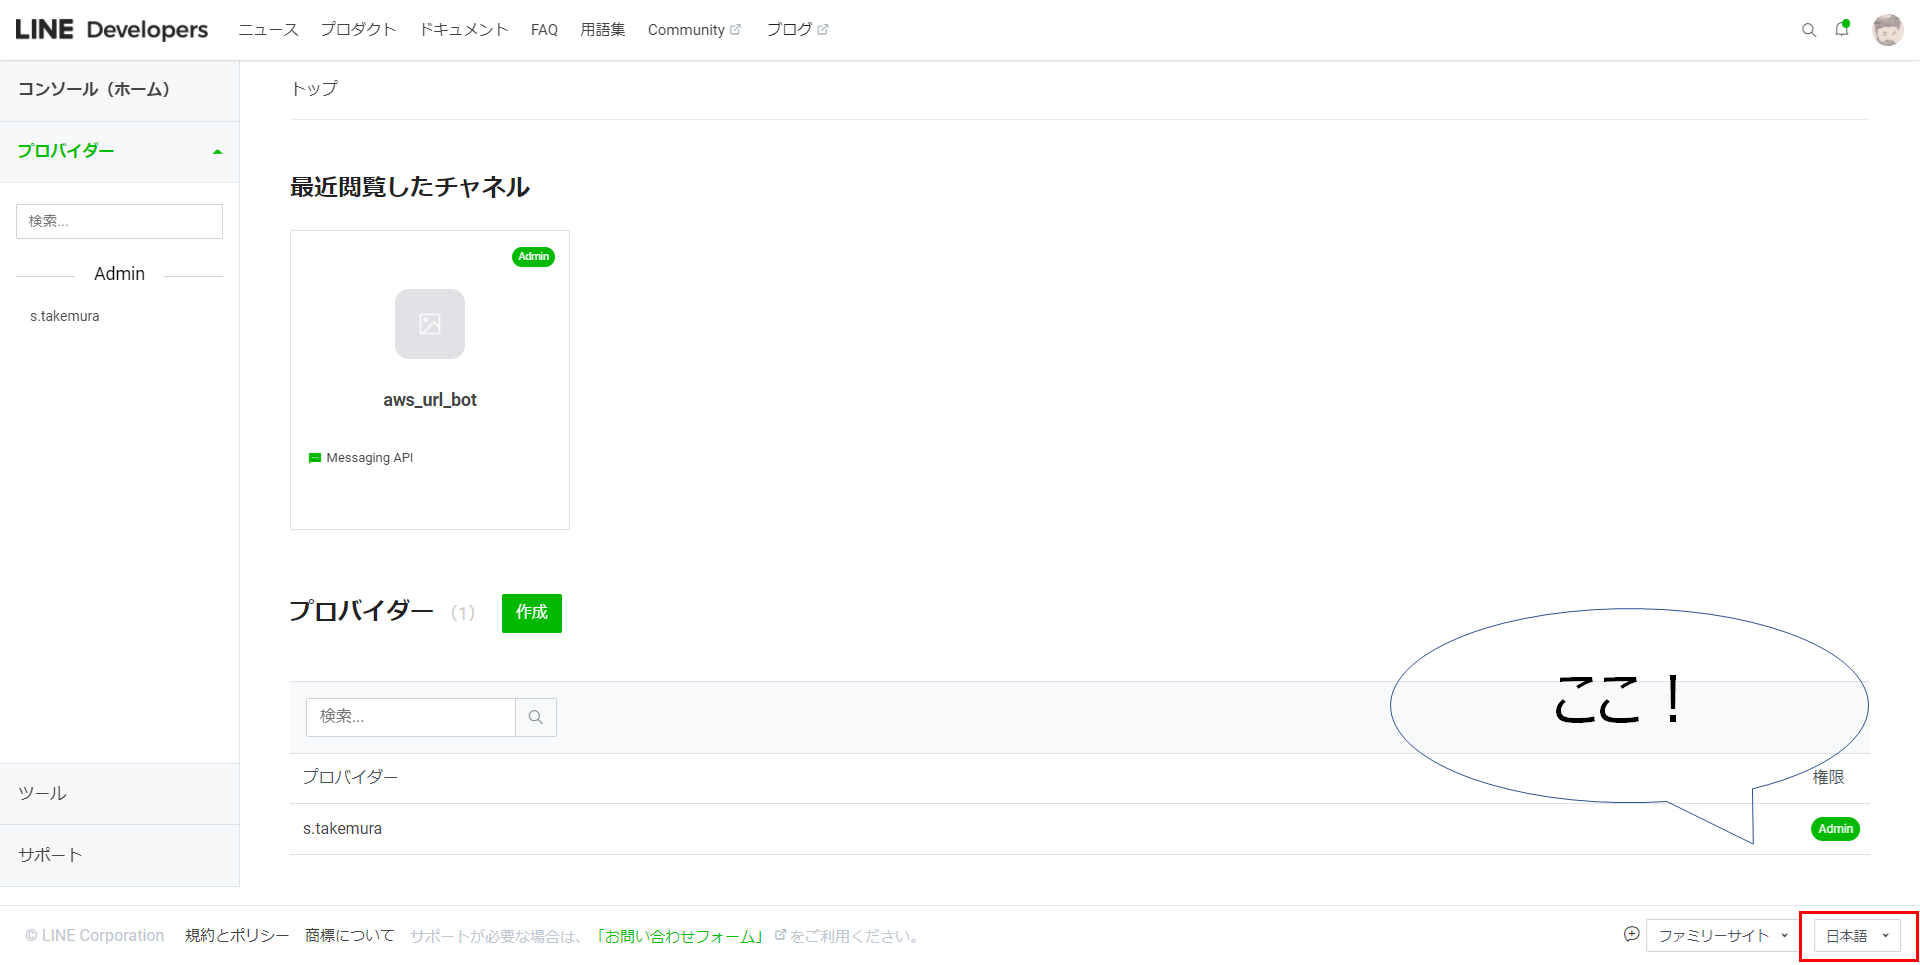 LINE Developers ニュース プロダクト ドキュメント FAQ 用語集 Community ブログ
コンソール（ホーム）
トップ
プロバイダー
最近閲覧したチャネル
検索...
Admin
Admin
s.takemura
aws_url_bot
Messaging API
プロバイダー （1） 作成
ここ！
検索...
プロバイダー 権限
ツール
s.takemura Admin
サポート
© LINE Corporation 規約とポリシー 商標について サポートが必要な場合は、「お問い合わせフォーム」 をご利用ください。 ファミリーサイト 日本語